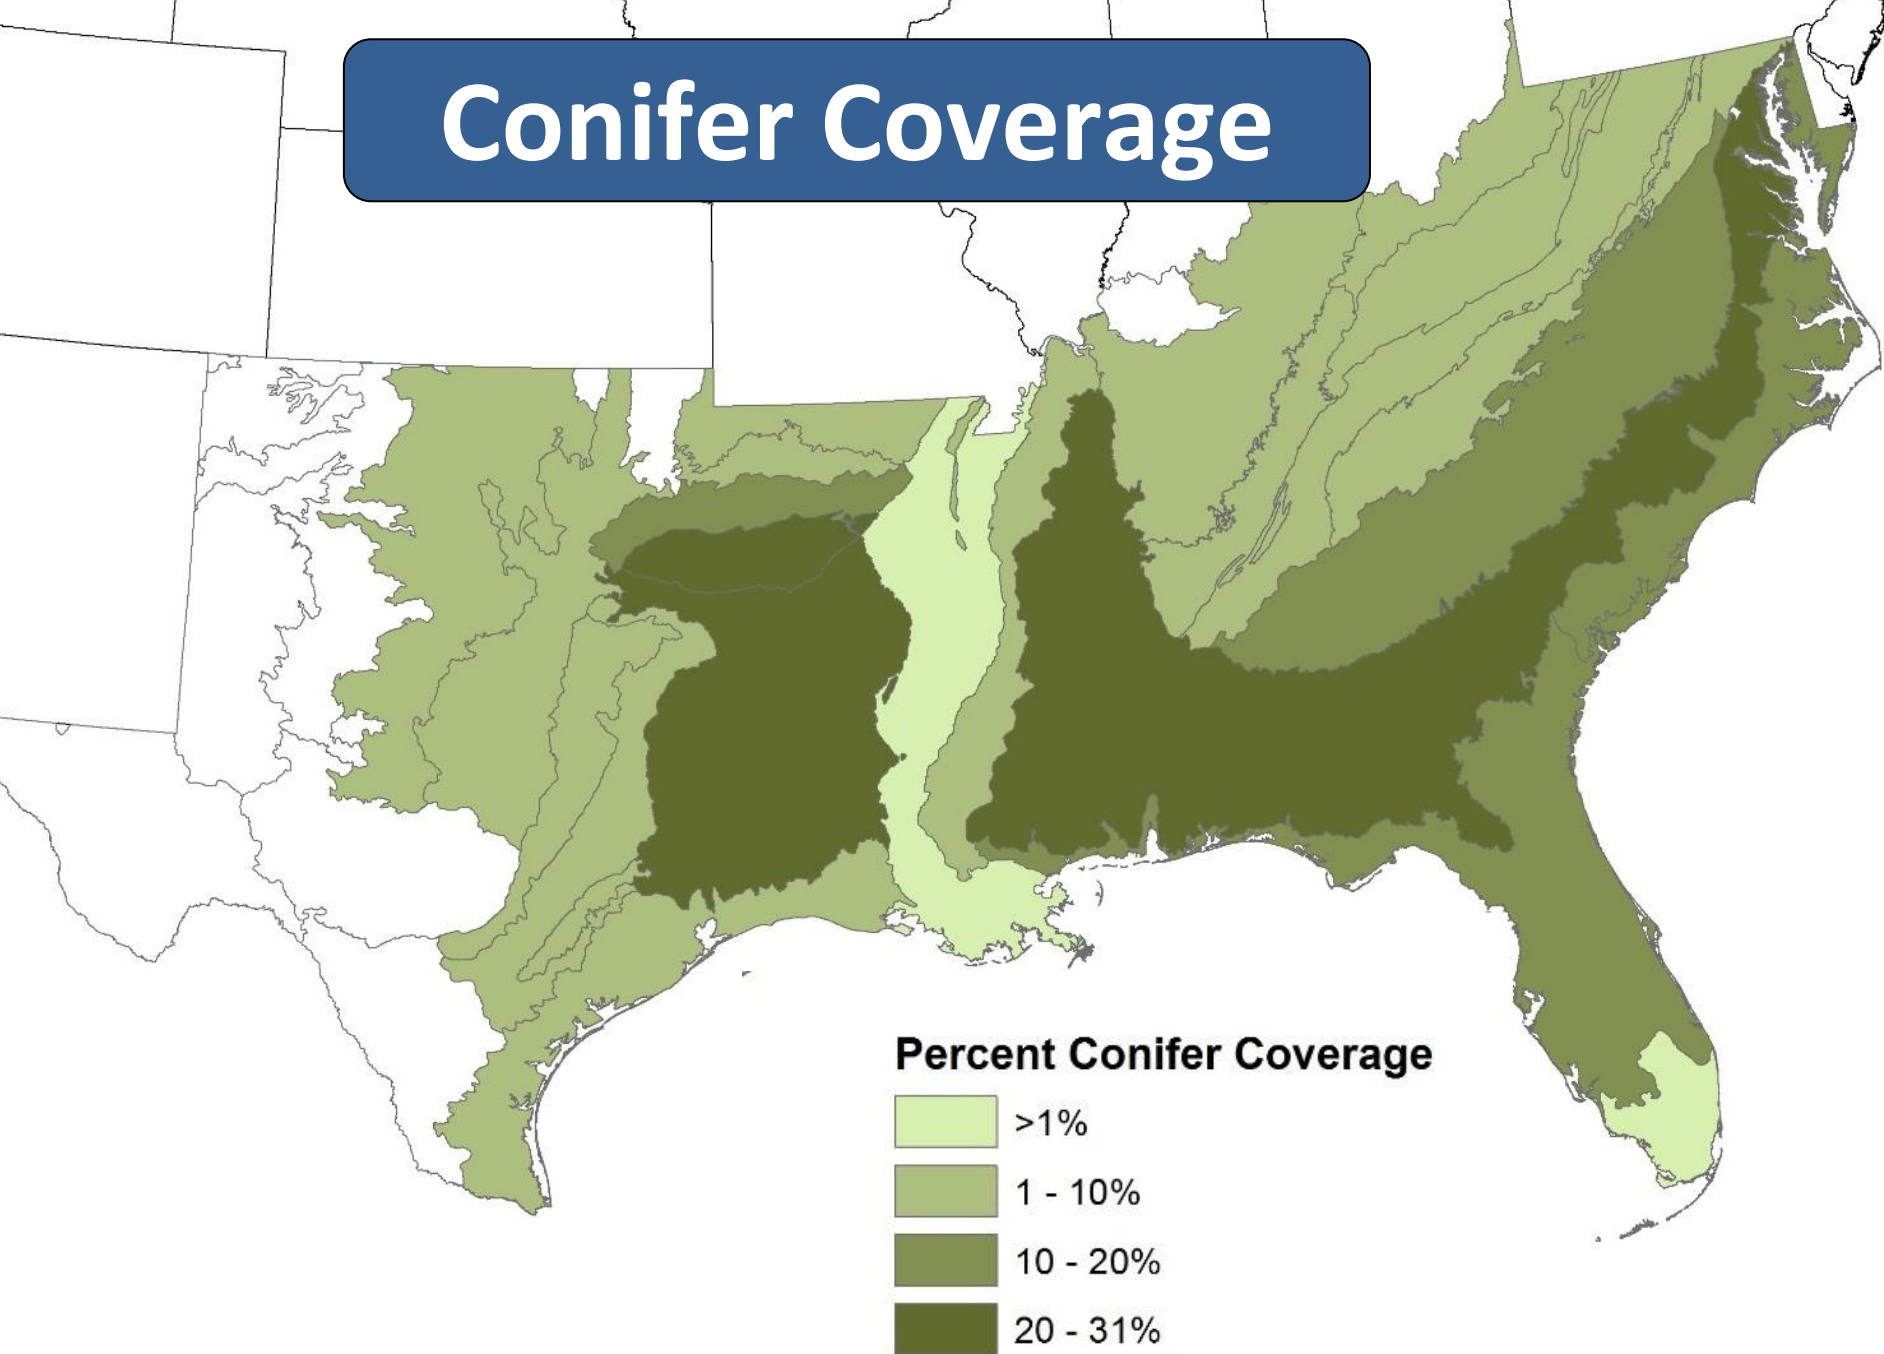 Conifer Coverage
Percent Conifer Coverage
>1%
1 - 10%
10 - 20%
20 - 31%